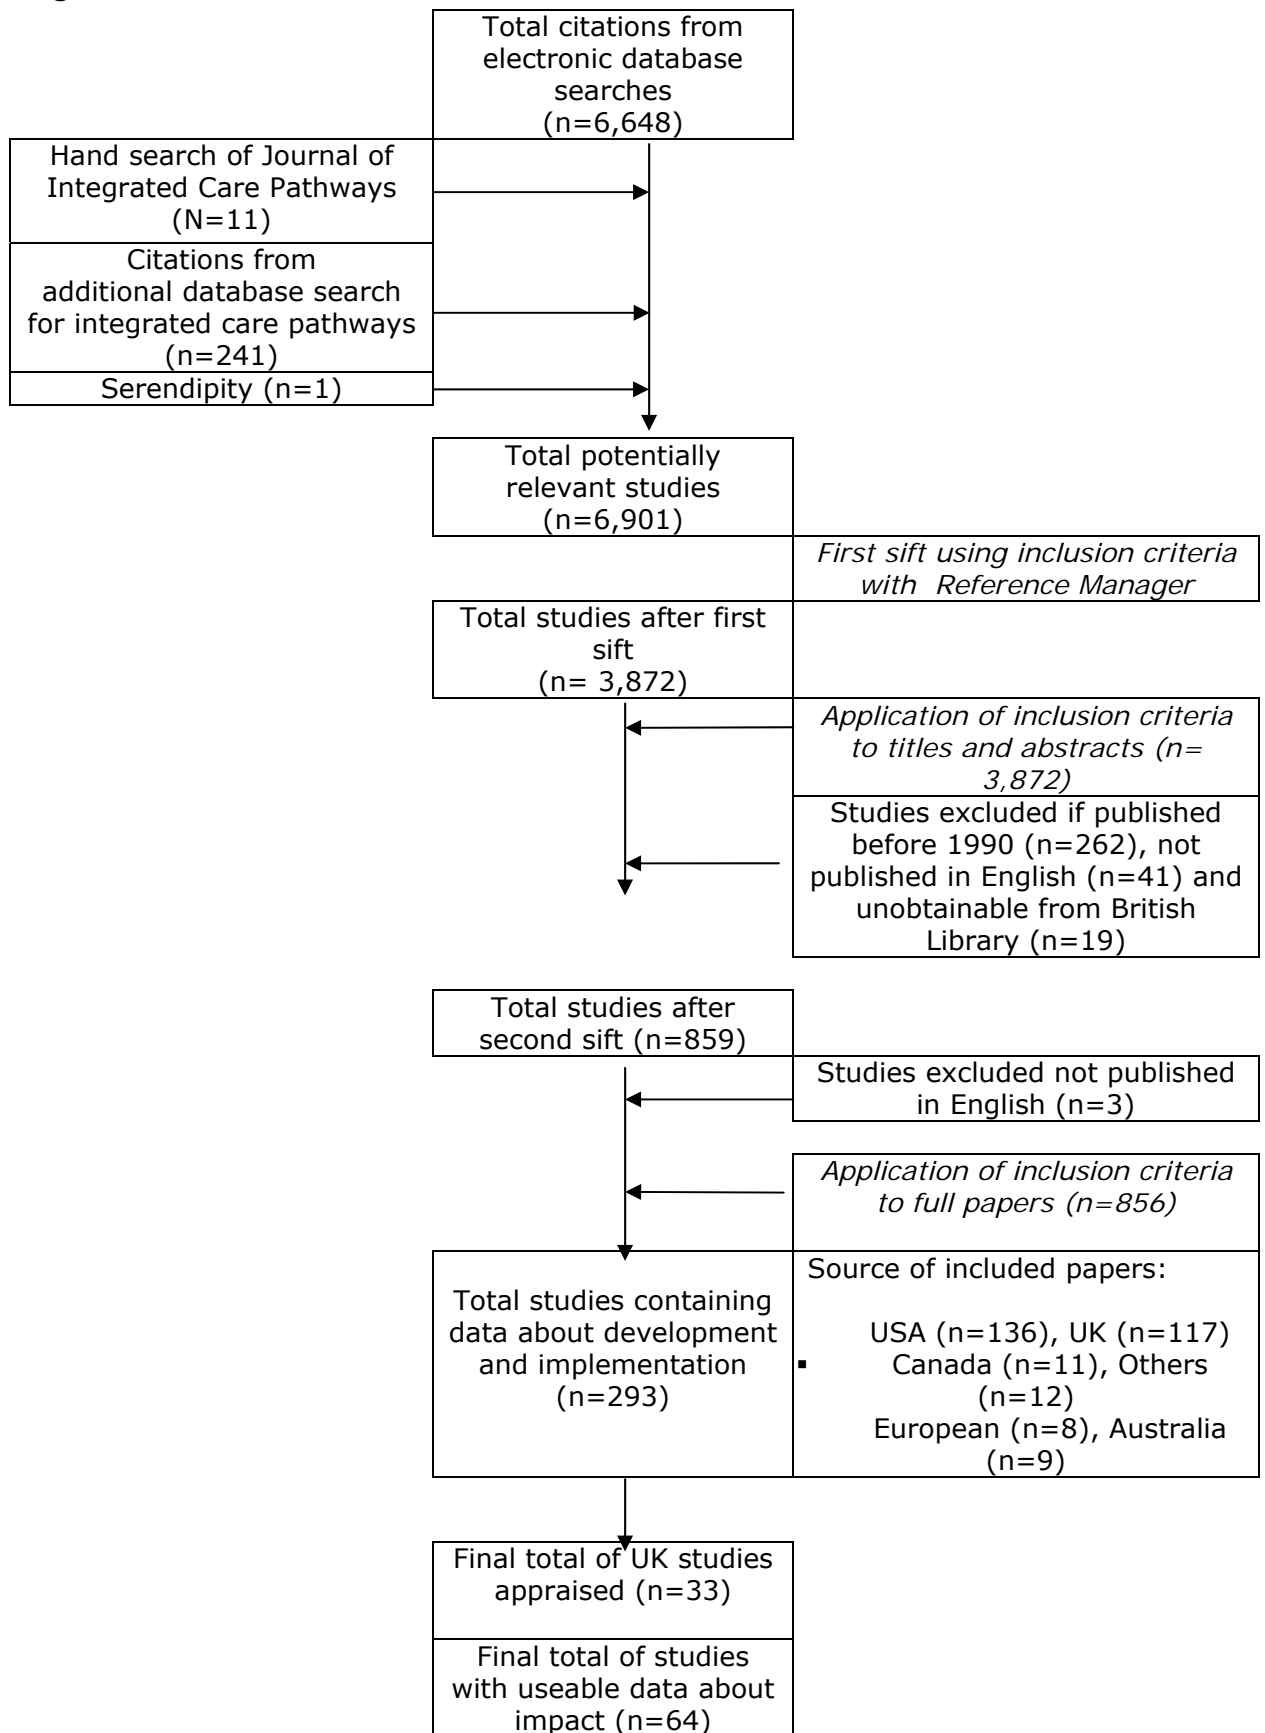 Total citations from
electronic database
searches
(n=6,648)
Hand search of Journal of
Integrated Care Pathways
(N=11)
Citations from
additional database search
for integrated care pathways
(n=241)
Serendipity (n=1)
Total potentially
relevant studies
(n=6,901)
First sift using inclusion criteria
with Reference Manager
Total studies after first
sift
(n= 3,872)
Application of inclusion criteria
to titles and abstracts (n=
3,872)
Studies excluded if published
before 1990 (n=262), not
published in English (n=41) and
unobtainable from British
Library (n=19)
Total studies after
second sift (n=859)
Studies excluded not published
in English (n=3)
Application of inclusion criteria
to full papers (n=856)
Total studies containing
data about development
and implementation
(n=293)
Source of included papers:
USA (n=136), UK (n=117)
▪ Canada (n=11), Others
(n=12)
European (n=8), Australia
(n=9)
Final total of UK studies
appraised (n=33)
Final total of studies
with useable data about
impact (n=64)